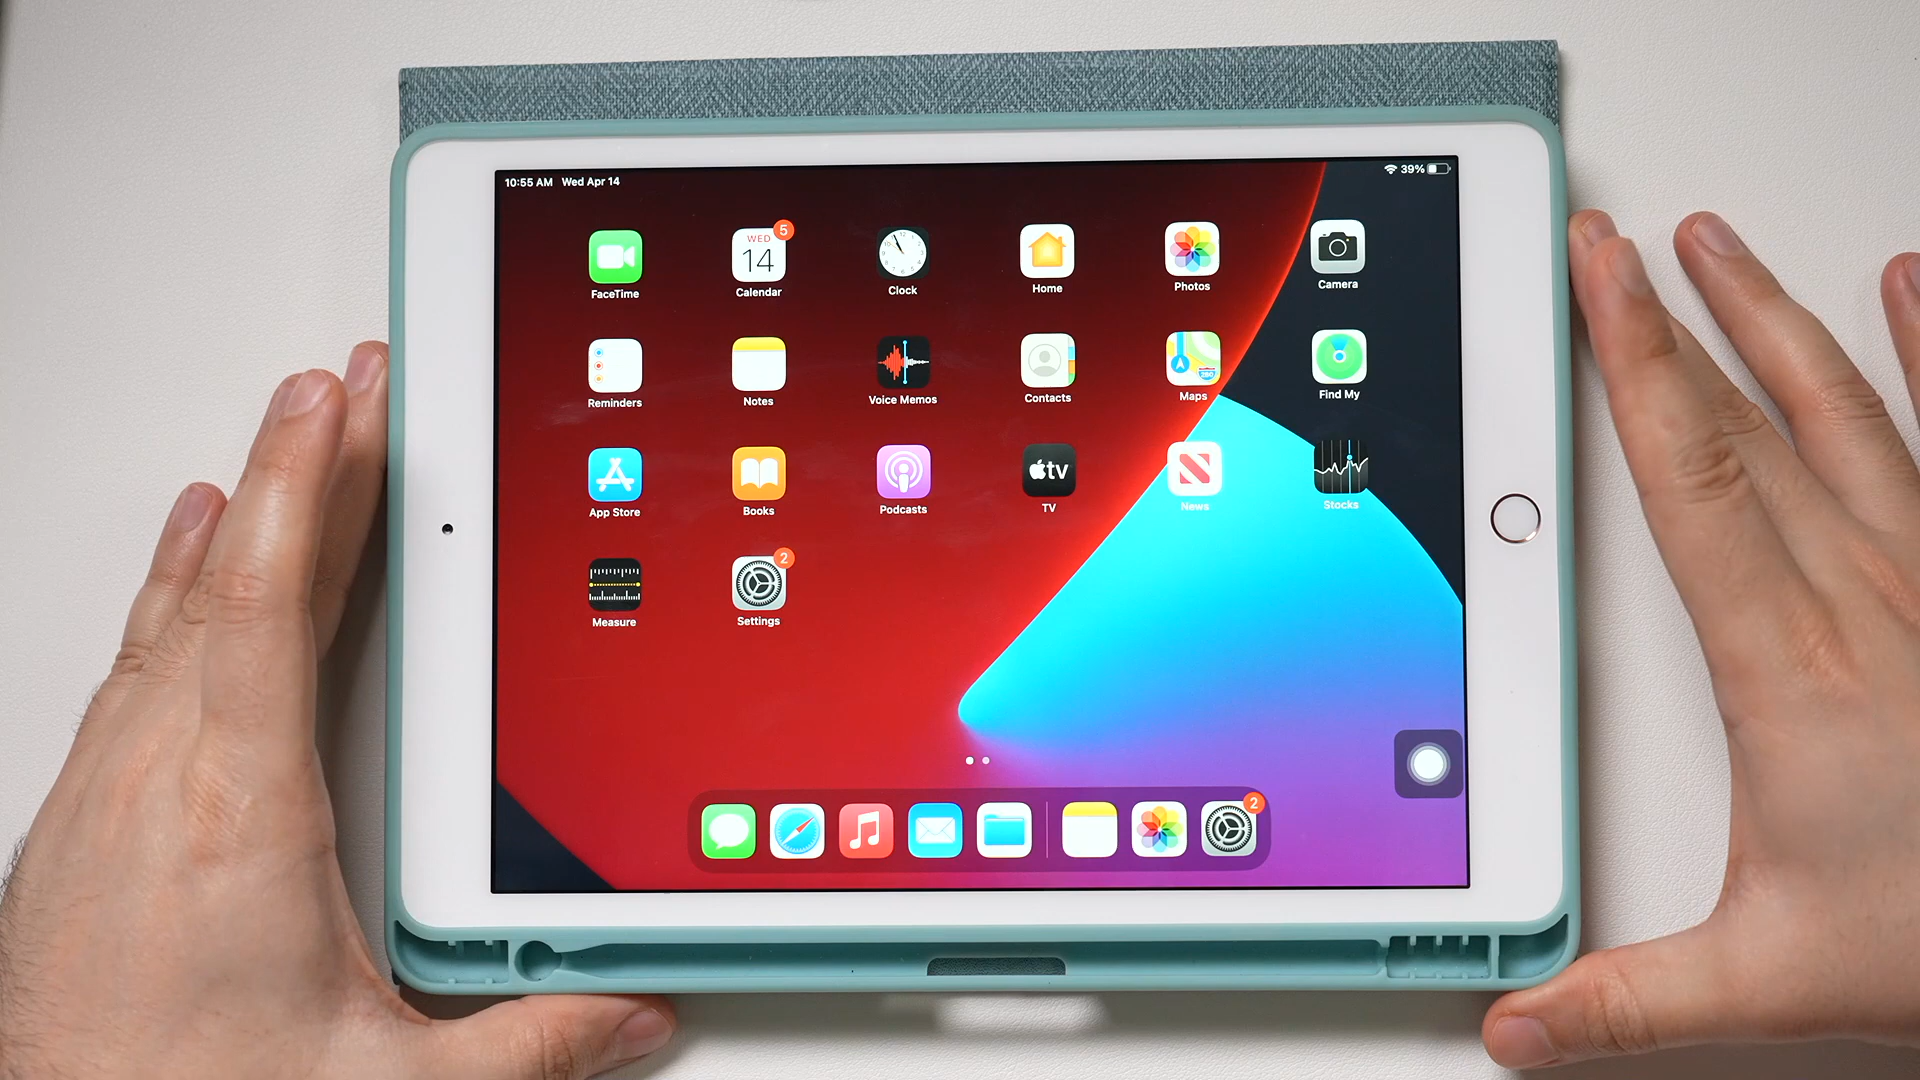 10:55 AM Wed Apr 14
39%
WED 5
14
FaceTime Calendar Clock Home Photos Camera
280
Reminders Notes Voice Memos Contacts Maps Find My
tv
App Store Books Podcasts TV News Stocks
2
Measure Settings
2